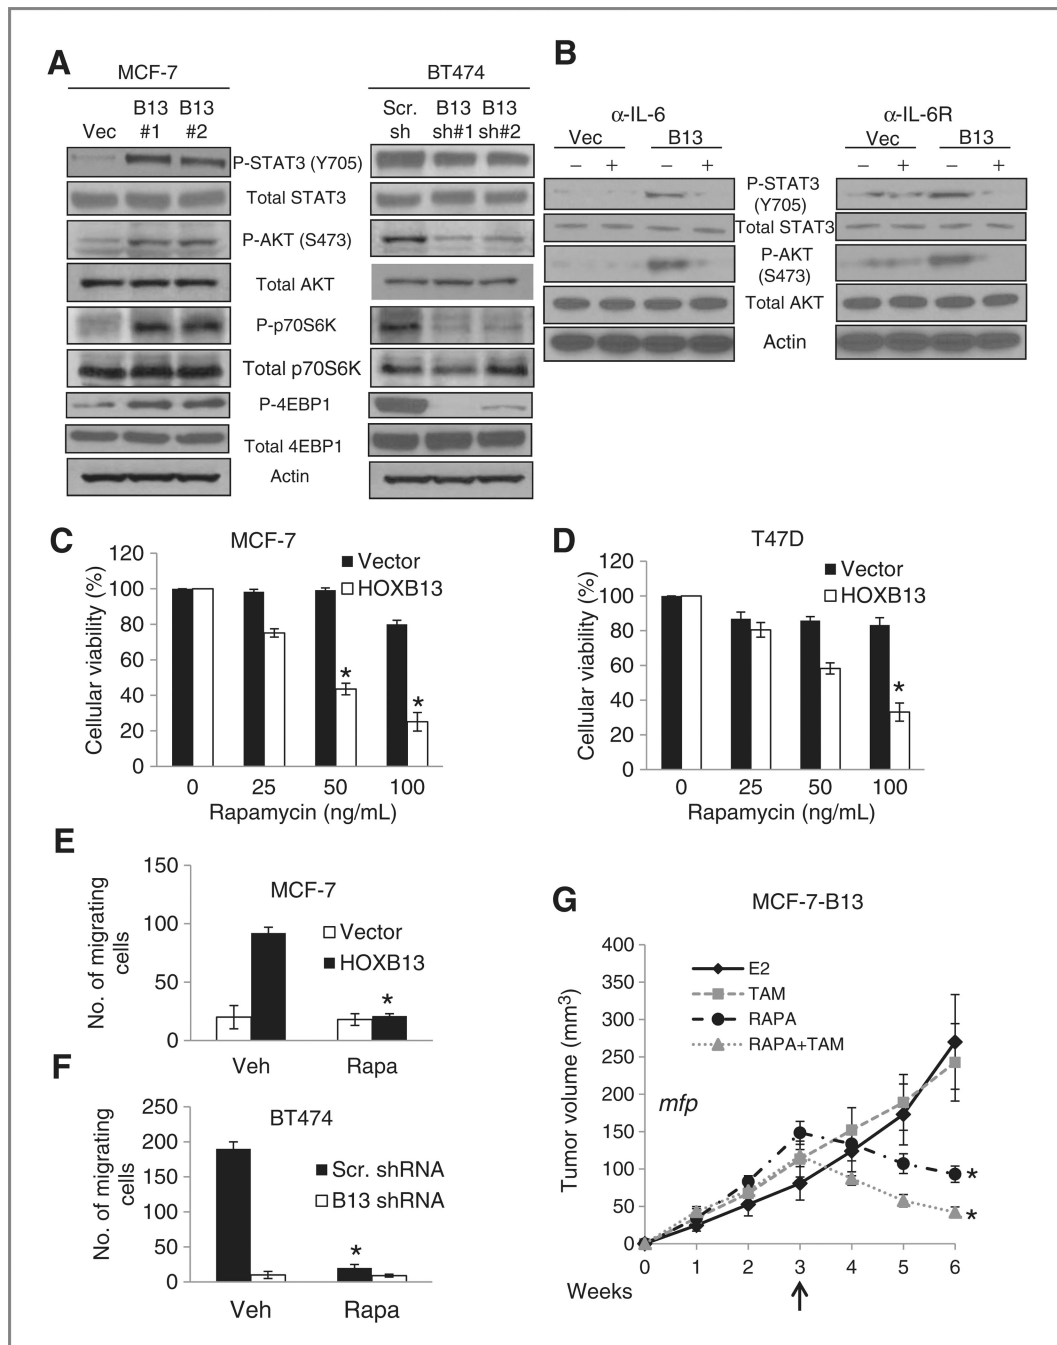 A
MCF-7
BT474
Vec
B13 #1
B13 #2
Scr. sh
B13 sh#1
B13 sh#2
P-STAT3 (Y705)
Total STAT3
P-AKT (S473)
Total AKT
P-p70S6K
Total p70S6K
P-4EBP1
Total 4EBP1
Actin
B
α-IL-6
α-IL-6R
Vec B13 Vec B13
− + − + − + − +
P-STAT3
(Y705)
Total STAT3
P-AKT
(S473)
Total AKT
Actin
C
MCF-7
Vector
HOXB13
Cellular viability (%)
120
100
80
60
40
20
0
* *
0 25 50 100
Rapamycin (ng/mL)
D
T47D
Vector
HOXB13
Cellular viability (%)
120
100
80
60
40
20
0
*
0 25 50 100
Rapamycin (ng/mL)
E
MCF-7
Vector
HOXB13
No. of migrating
cells
150
100
50
0
*
Veh Rapa
F
BT474
Scr. shRNA
B13 shRNA
No. of migrating
cells
250
200
150
100
50
0
*
Veh Rapa
G
MCF-7-B13
E2
TAM
RAPA
RAPA+TAM
mfp
Tumor volume (mm³)
400
350
300
250
200
150
100
50
0
*
*
0 1 2 3 4 5 6
Weeks